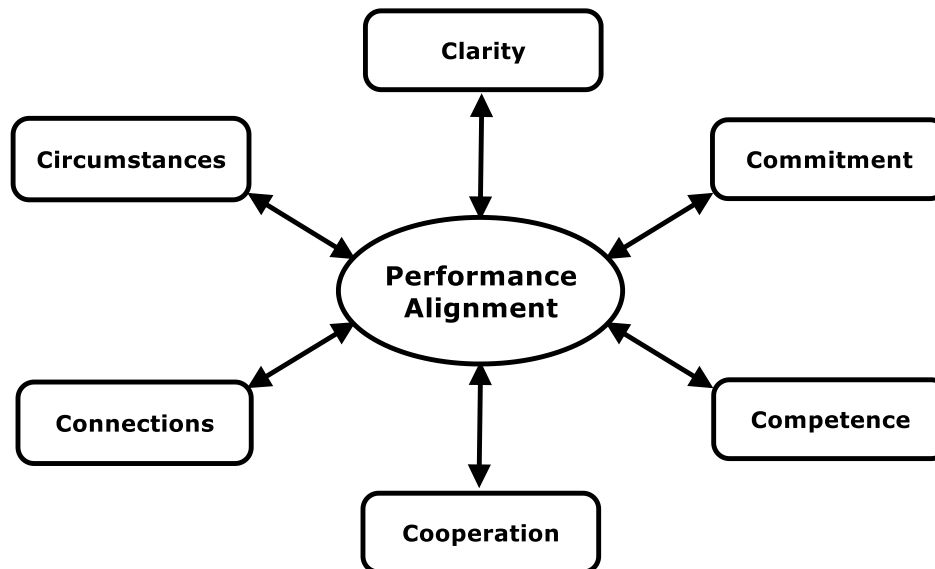 Clarity
Circumstances
Commitment
Performance
Alignment
Connections
Competence
Cooperation